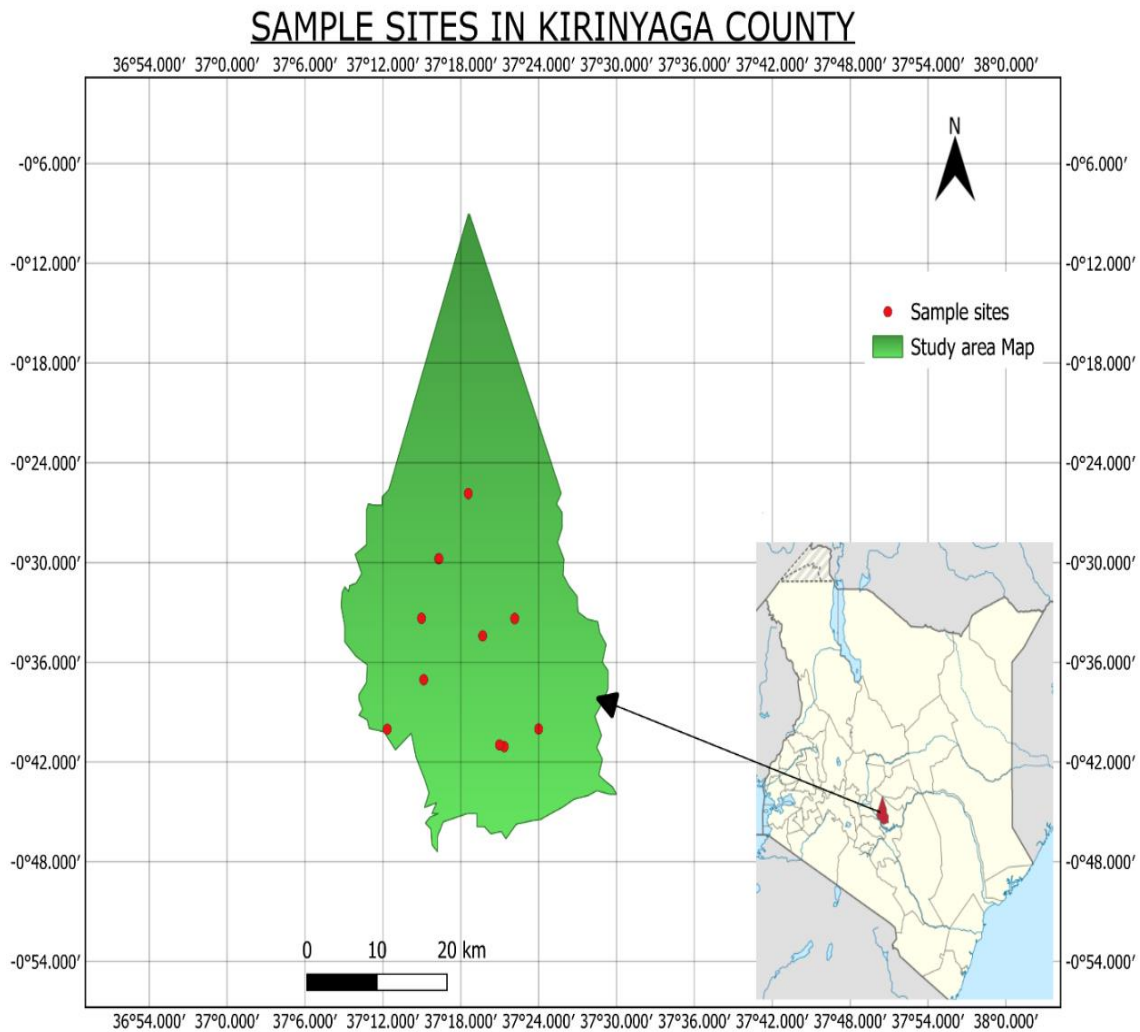 SAMPLE SITES IN KIRINYAGA COUNTY
36°54.000′ 37°0.000′ 37°6.000′ 37°12.000′ 37°18.000′ 37°24.000′ 37°30.000′ 37°36.000′ 37°42.000′ 37°48.000′ 37°54.000′ 38°0.000′
N
-0°6.000′ -0°6.000′
-0°12.000′ -0°12.000′
Sample sites
Study area Map
-0°18.000′ -0°18.000′
-0°24.000′ -0°24.000′
-0°30.000′ -0°30.000′
-0°36.000′ -0°36.000′
-0°42.000′ -0°42.000′
-0°48.000′ -0°48.000′
0 10 20 km
-0°54.000′ -0°54.000′
36°54.000′ 37°0.000′ 37°6.000′ 37°12.000′ 37°18.000′ 37°24.000′ 37°30.000′ 37°36.000′ 37°42.000′ 37°48.000′ 37°54.000′ 38°0.000′